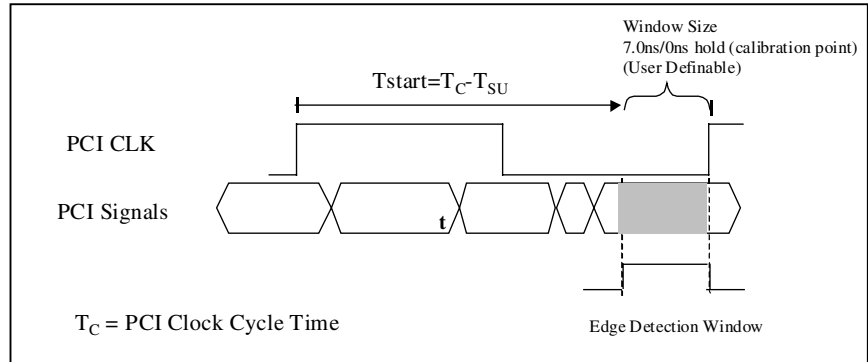 Window Size
7.0ns/0ns hold (calibration point)
(User Definable)
Tstart=TC-TSU
PCI CLK
PCI Signals
t
TC = PCI Clock Cycle Time
Edge Detection Window